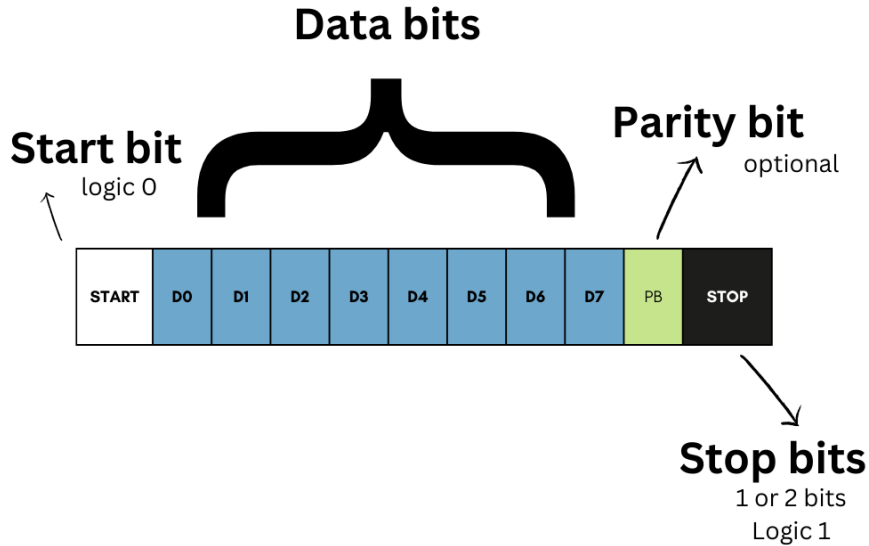 Data bits
Start bit
logic 0
Parity bit
optional
START D0 D1 D2 D3 D4 D5 D6 D7 PB STOP
Stop bits
1 or 2 bits
Logic 1